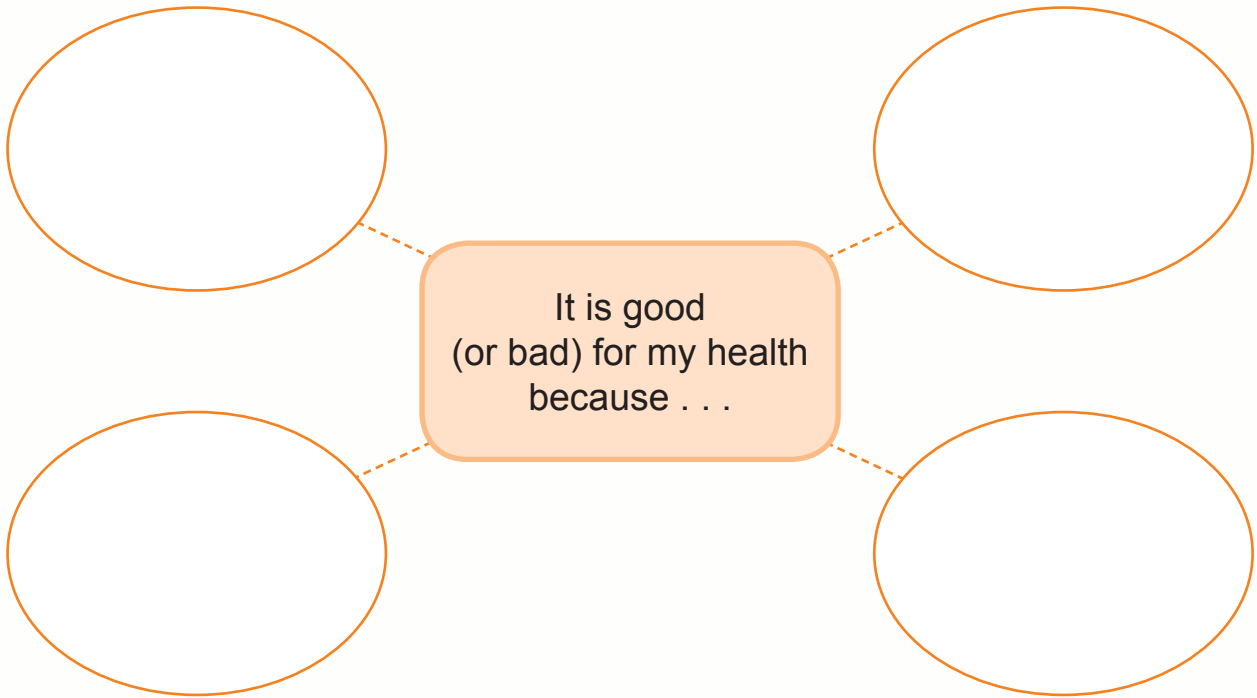 It is good
(or bad) for my health
because . . .